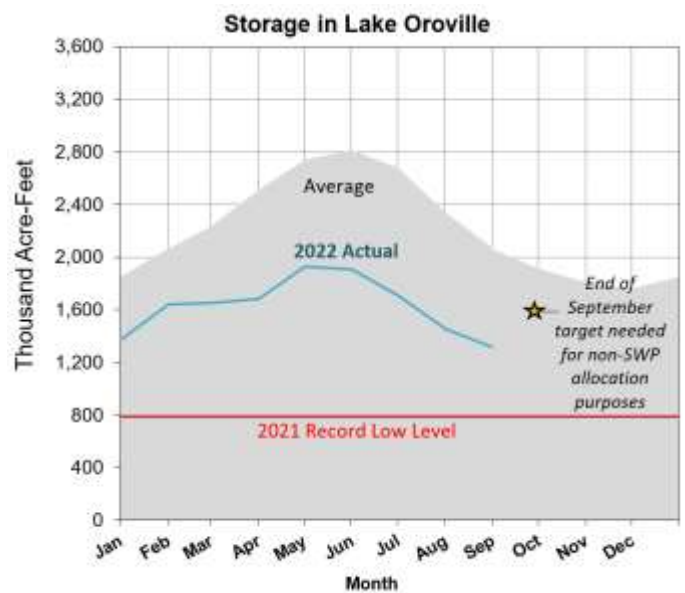 Storage in Lake Oroville
Thousand Acre-Feet
3,600
3,200
2,800
2,400
2,000
1,600
1,200
800
400
0
Average
2022 Actual
End of
September
target needed
for non-SWP
allocation
purposes
2021 Record Low Level
Jan Feb Mar Apr May Jun Jul Aug Sep Oct Nov Dec
Month